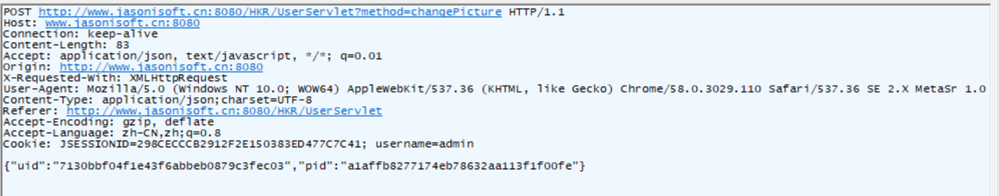 POST http://www.jasonisoft.cn:8080/HKR/UserServlet?method=changePicture HTTP/1.1
Host: www.jasonisoft.cn:8080
Connection: keep-alive
Content-Length: 83
Accept: application/json, text/javascript, */*; q=0.01
Origin: http://www.jasonisoft.cn:8080
X-Requested-With: XMLHttpRequest
User-Agent: Mozilla/5.0 (Windows NT 10.0; WOW64) AppleWebKit/537.36 (KHTML, like Gecko) Chrome/58.0.3029.110 Safari/537.36 SE 2.X MetaSr 1.0
Content-Type: application/json;charset=UTF-8
Referer: http://www.jasonisoft.cn:8080/HKR/UserServlet
Accept-Encoding: gzip, deflate
Accept-Language: zh-CN,zh;q=0.8
Cookie: JSESSIONID=298CECCCB2912F2E150383ED477C7C41; username=admin
{"uid":"7130bbf04f1e43f6abbeb0879c3fec03","pid":"a1affb8277174eb78632aa113f1f00fe"}